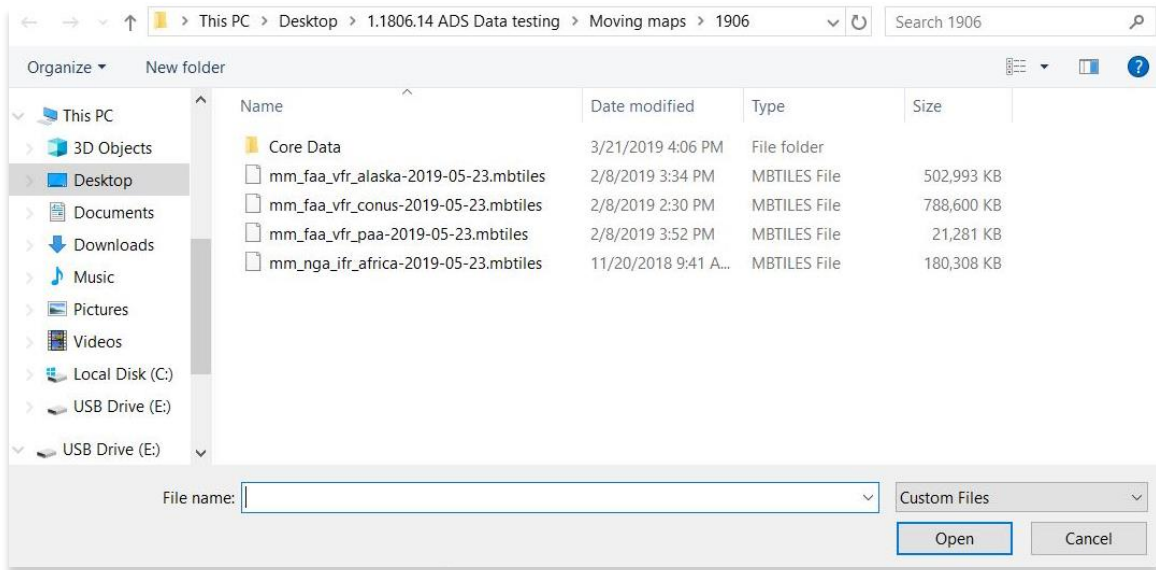 This PC > Desktop > 1.1806.14 ADS Data testing > Moving maps > 1906 Search 1906
Organize New folder
This PC
3D Objects
Desktop
Documents
Downloads
Music
Pictures
Videos
Local Disk (C:)
USB Drive (E:)
USB Drive (E:)
Name Date modified Type Size
Core Data 3/21/2019 4:06 PM File folder
mm_faa_vfr_alaska-2019-05-23.mbtiles 2/8/2019 3:34 PM MBTILES File 502,993 KB
mm_faa_vfr_conus-2019-05-23.mbtiles 2/8/2019 2:30 PM MBTILES File 788,600 KB
mm_faa_vfr_paa-2019-05-23.mbtiles 2/8/2019 3:52 PM MBTILES File 21,281 KB
mm_nga_ifr_africa-2019-05-23.mbtiles 11/20/2018 9:41 A... MBTILES File 180,308 KB
File name: Custom Files
Open Cancel